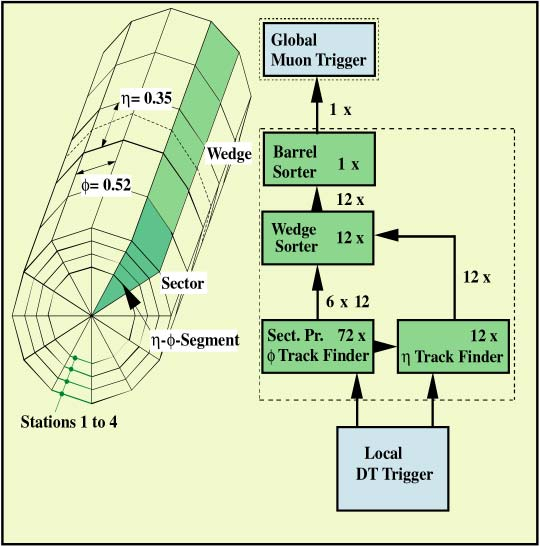 η= 0.35
Wedge
ϕ= 0.52
Sector
η-ϕ-Segment
Stations 1 to 4
Global
Muon Trigger
1 x
Barrel
Sorter 1 x
12 x
Wedge
Sorter 12 x
6 x 12
12 x
Sect. Pr. 72 x
ϕ Track Finder
12 x
η Track Finder
Local
DT Trigger